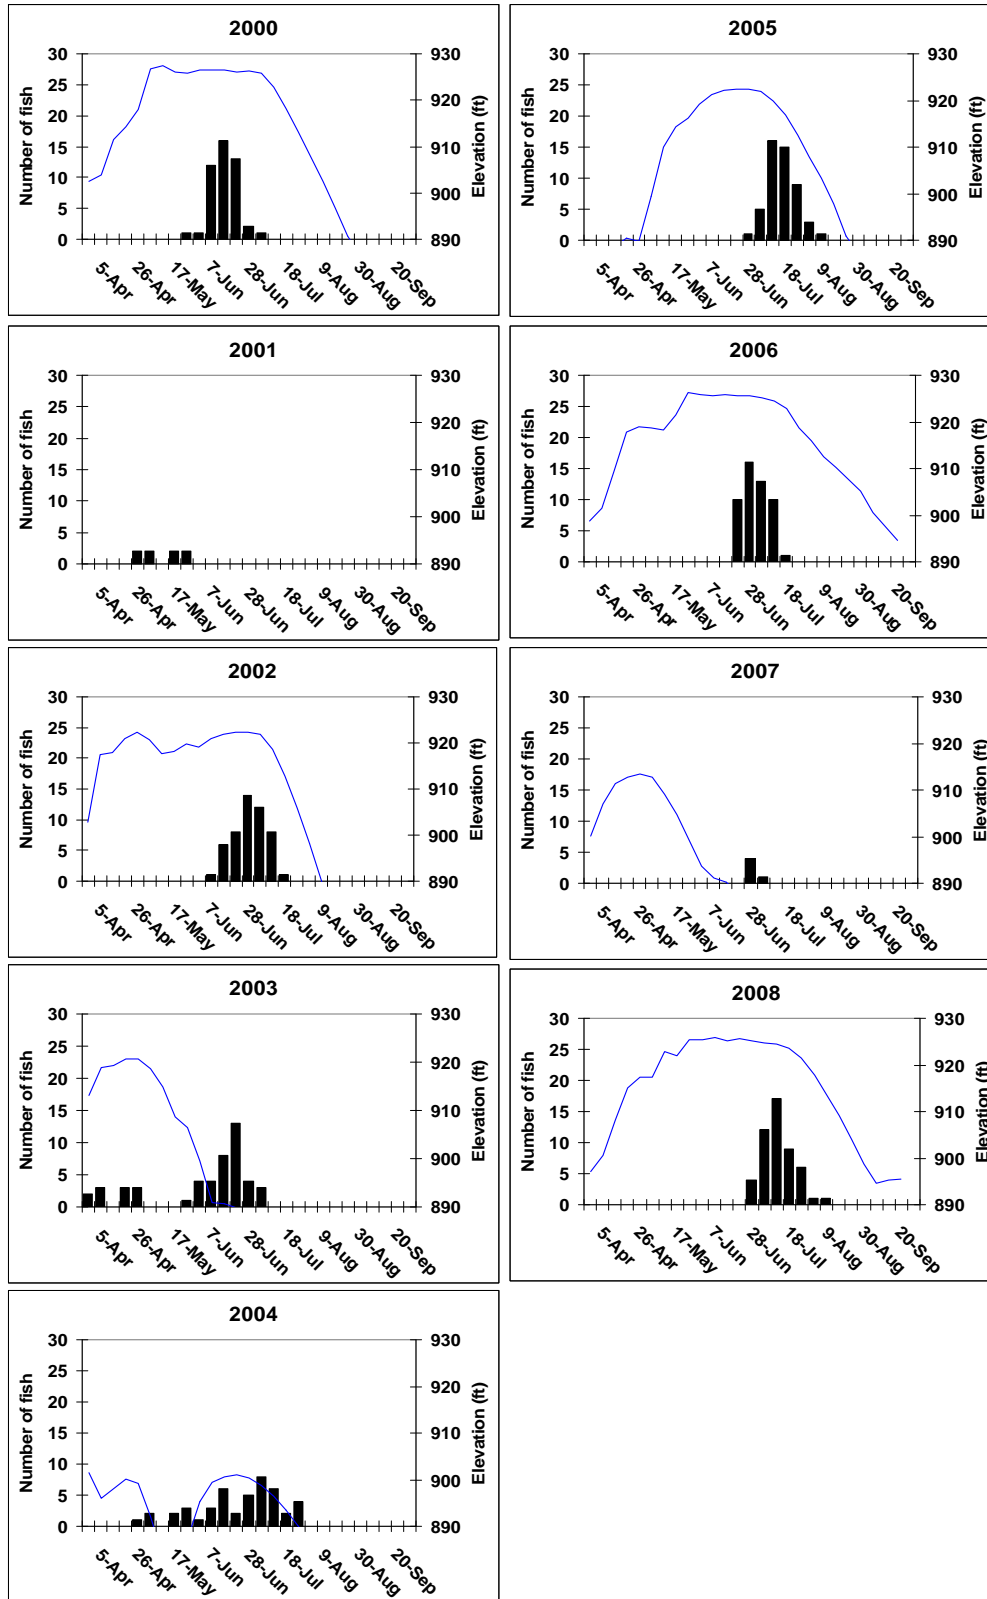 2000
30 25 20 15 10 5 0
Number of fish
930 920 910 900 890
Elevation (ft)
5-Apr 26-Apr 17-May 7-Jun 28-Jun 18-Jul 9-Aug 30-Aug 20-Sep
2005
30 25 20 15 10 5 0
Number of fish
930 920 910 900 890
Elevation (ft)
5-Apr 26-Apr 17-May 7-Jun 28-Jun 18-Jul 9-Aug 30-Aug 20-Sep
2001
30 25 20 15 10 5 0
Number of fish
930 920 910 900 890
Elevation (ft)
5-Apr 26-Apr 17-May 7-Jun 28-Jun 18-Jul 9-Aug 30-Aug 20-Sep
2006
30 25 20 15 10 5 0
Number of fish
930 920 910 900 890
Elevation (ft)
5-Apr 26-Apr 17-May 7-Jun 28-Jun 18-Jul 9-Aug 30-Aug 20-Sep
2002
30 25 20 15 10 5 0
Number of fish
930 920 910 900 890
Elevation (ft)
5-Apr 26-Apr 17-May 7-Jun 28-Jun 18-Jul 9-Aug 30-Aug 20-Sep
2007
30 25 20 15 10 5 0
Number of fish
930 920 910 900 890
Elevation (ft)
5-Apr 26-Apr 17-May 7-Jun 28-Jun 18-Jul 9-Aug 30-Aug 20-Sep
2003
30 25 20 15 10 5 0
Number of fish
930 920 910 900 890
Elevation (ft)
5-Apr 26-Apr 17-May 7-Jun 28-Jun 18-Jul 9-Aug 30-Aug 20-Sep
2008
30 25 20 15 10 5 0
Number of fish
930 920 910 900 890
Elevation (ft)
5-Apr 26-Apr 17-May 7-Jun 28-Jun 18-Jul 9-Aug 30-Aug 20-Sep
2004
30 25 20 15 10 5 0
Number of fish
930 920 910 900 890
Elevation (ft)
5-Apr 26-Apr 17-May 7-Jun 28-Jun 18-Jul 9-Aug 30-Aug 20-Sep